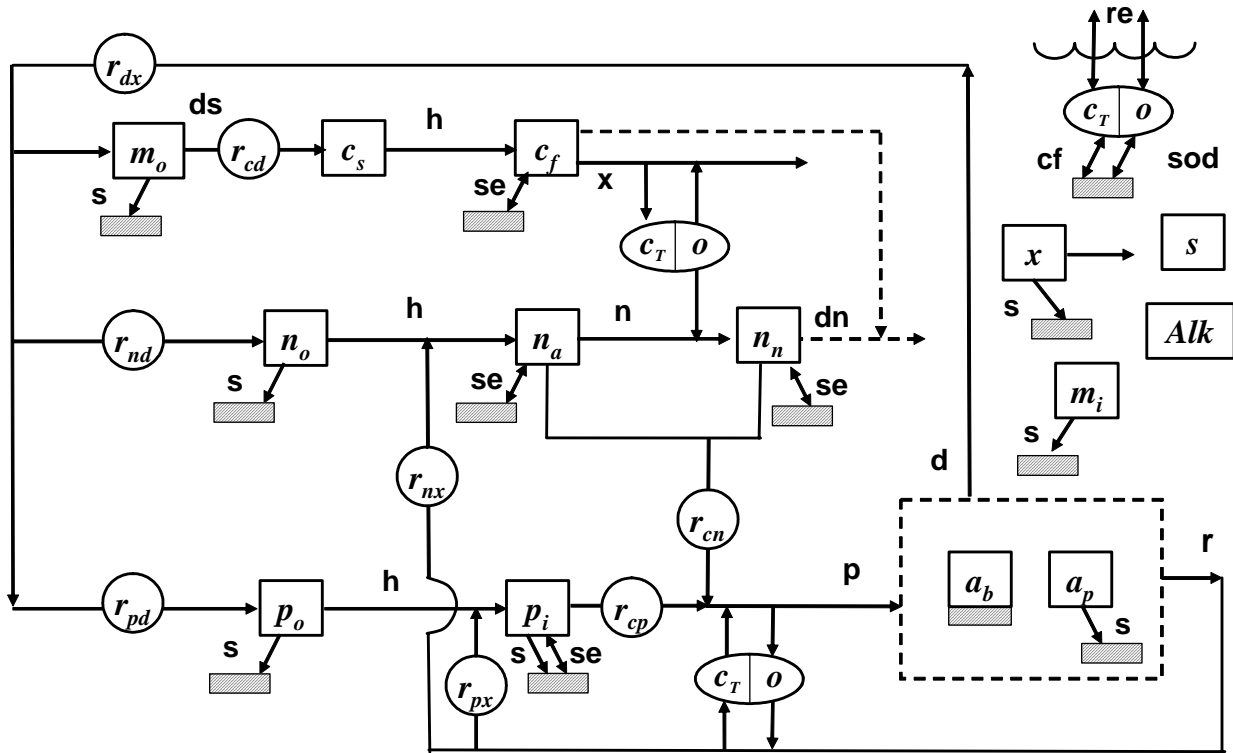 re
r_dx
c_T o
ds h
m_o r_cd c_s c_f
cf sod
s se x
c_T o
x s
h n dn
s
r_nd n_o n_a n_n
Alk
s se se
m_i
s
r_nx d
r_cn
h p r
a_b a_p
r_pd p_o p_i r_cp
s s se s
r_px c_T o